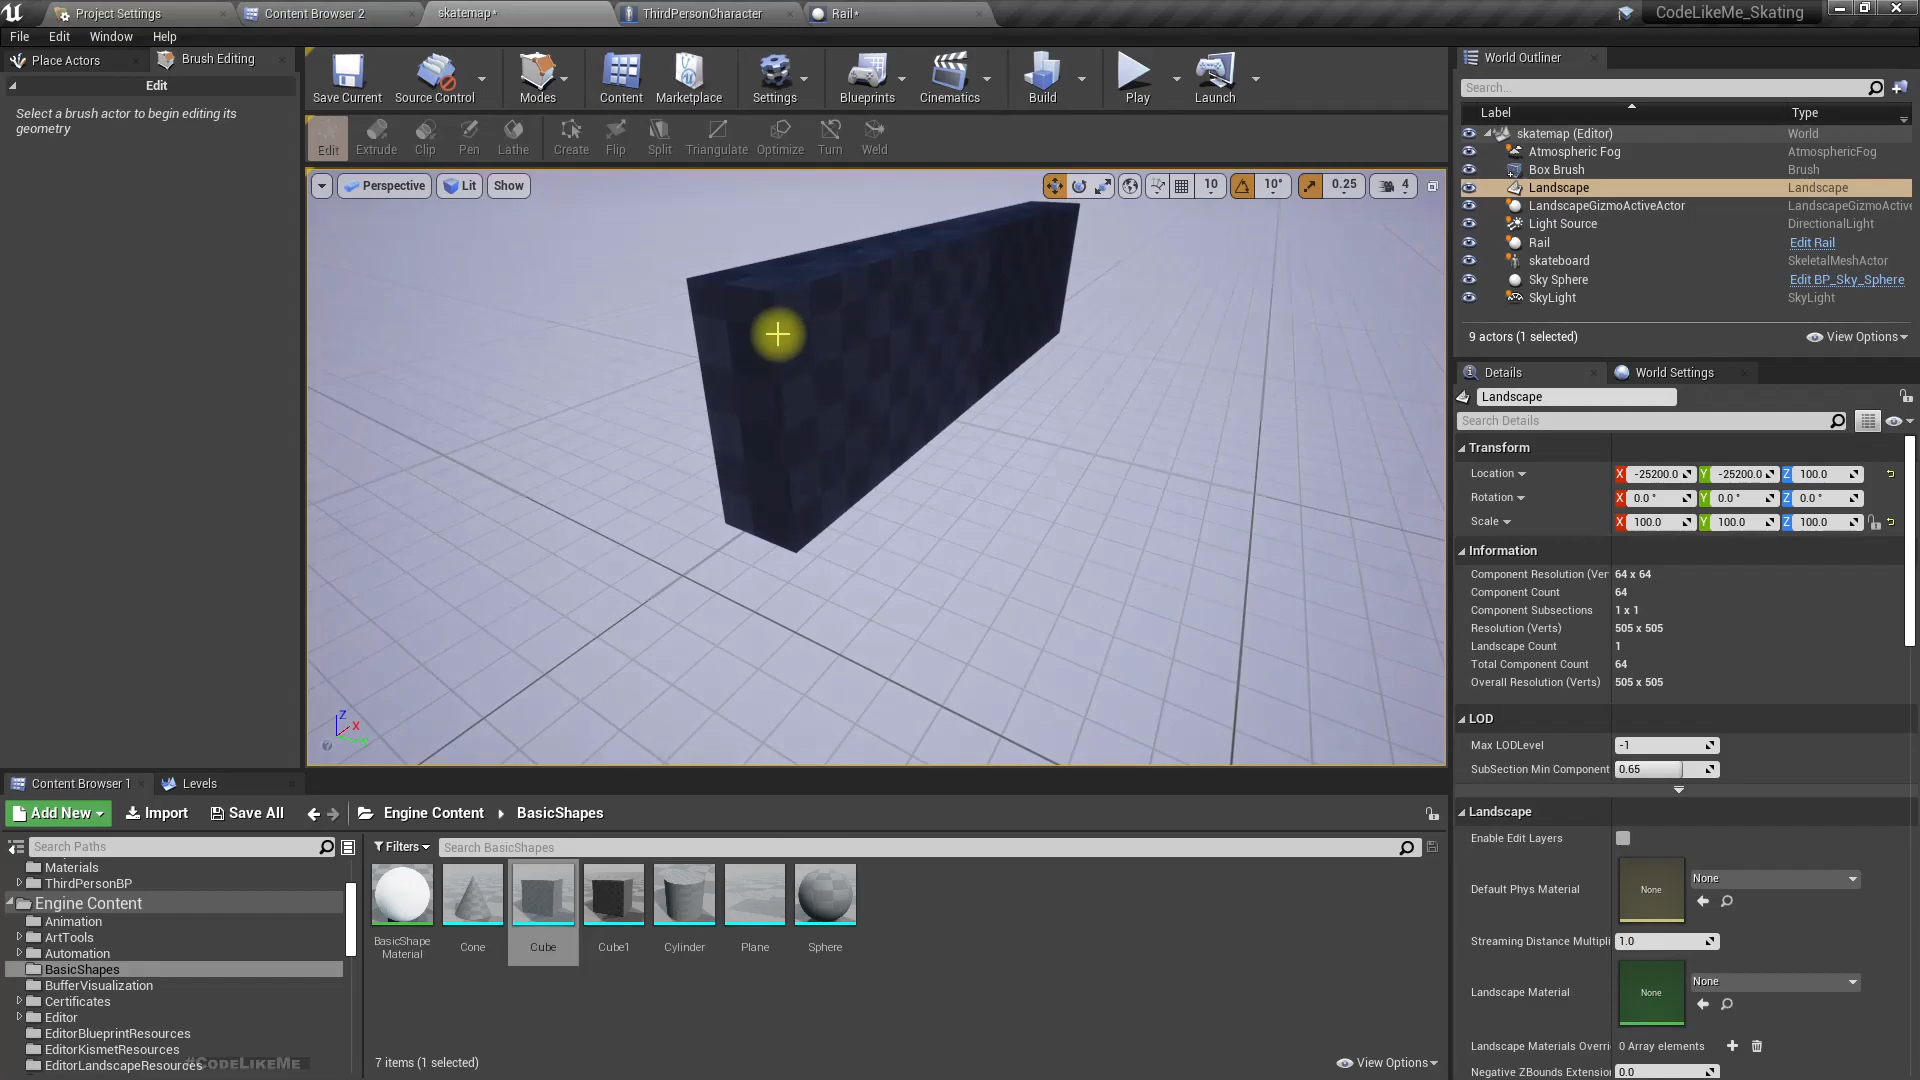 Project Settings
Content Browser 2
skatemap*
ThirdPersonCharacter
Rail*
CodeLikeMe_Skating
File Edit Window Help
Place Actors
Brush Editing
Edit
Select a brush actor to begin editing its
geometry
Save Current
Source Control
Modes
Content
Marketplace
Settings
Blueprints
Cinematics
Build
Play
Launch
Edit
Extrude
Clip
Pen
Lathe
Create
Flip
Split
Triangulate
Optimize
Turn
Weld
Perspective
Lit
Show
10
10°
0.25
4
Z
X
Y
World Outliner
Search...
Label Type
skatemap (Editor) World
Atmospheric Fog AtmosphericFog
Box Brush Brush
Landscape Landscape
LandscapeGizmoActiveActor LandscapeGizmoActive
Light Source DirectionalLight
Rail Edit Rail
skateboard SkeletalMeshActor
Sky Sphere Edit BP_Sky_Sphere
SkyLight SkyLight
9 actors (1 selected)
View Options
Details
World Settings
Landscape
Search Details
Transform
Location X -25200.0 Y -25200.0 Z 100.0
Rotation X 0.0 ° Y 0.0 ° Z 0.0 °
Scale X 100.0 Y 100.0 Z 100.0
Information
Component Resolution (Ver 64 x 64
Component Count 64
Component Subsections 1 x 1
Resolution (Verts) 505 x 505
Landscape Count 1
Total Component Count 64
Overall Resolution (Verts) 505 x 505
LOD
Max LODLevel -1
SubSection Min Component 0.65
Landscape
Enable Edit Layers
Default Phys Material None None
Streaming Distance Multipli 1.0
Landscape Material None None
Landscape Materials Overri 0 Array elements
Negative ZBounds Extension 0.0
Content Browser 1
Levels
Add New
Import
Save All
Engine Content
BasicShapes
Search Paths
Materials
ThirdPersonBP
Engine Content
Animation
ArtTools
Automation
BasicShapes
BufferVisualization
Certificates
Editor
EditorBlueprintResources
EditorKismetResources
EditorLandscapeResources
#CodeLikeMe
Filters
Search BasicShapes
BasicShape
Material
Cone
Cube
Cube1
Cylinder
Plane
Sphere
7 items (1 selected)
View Options